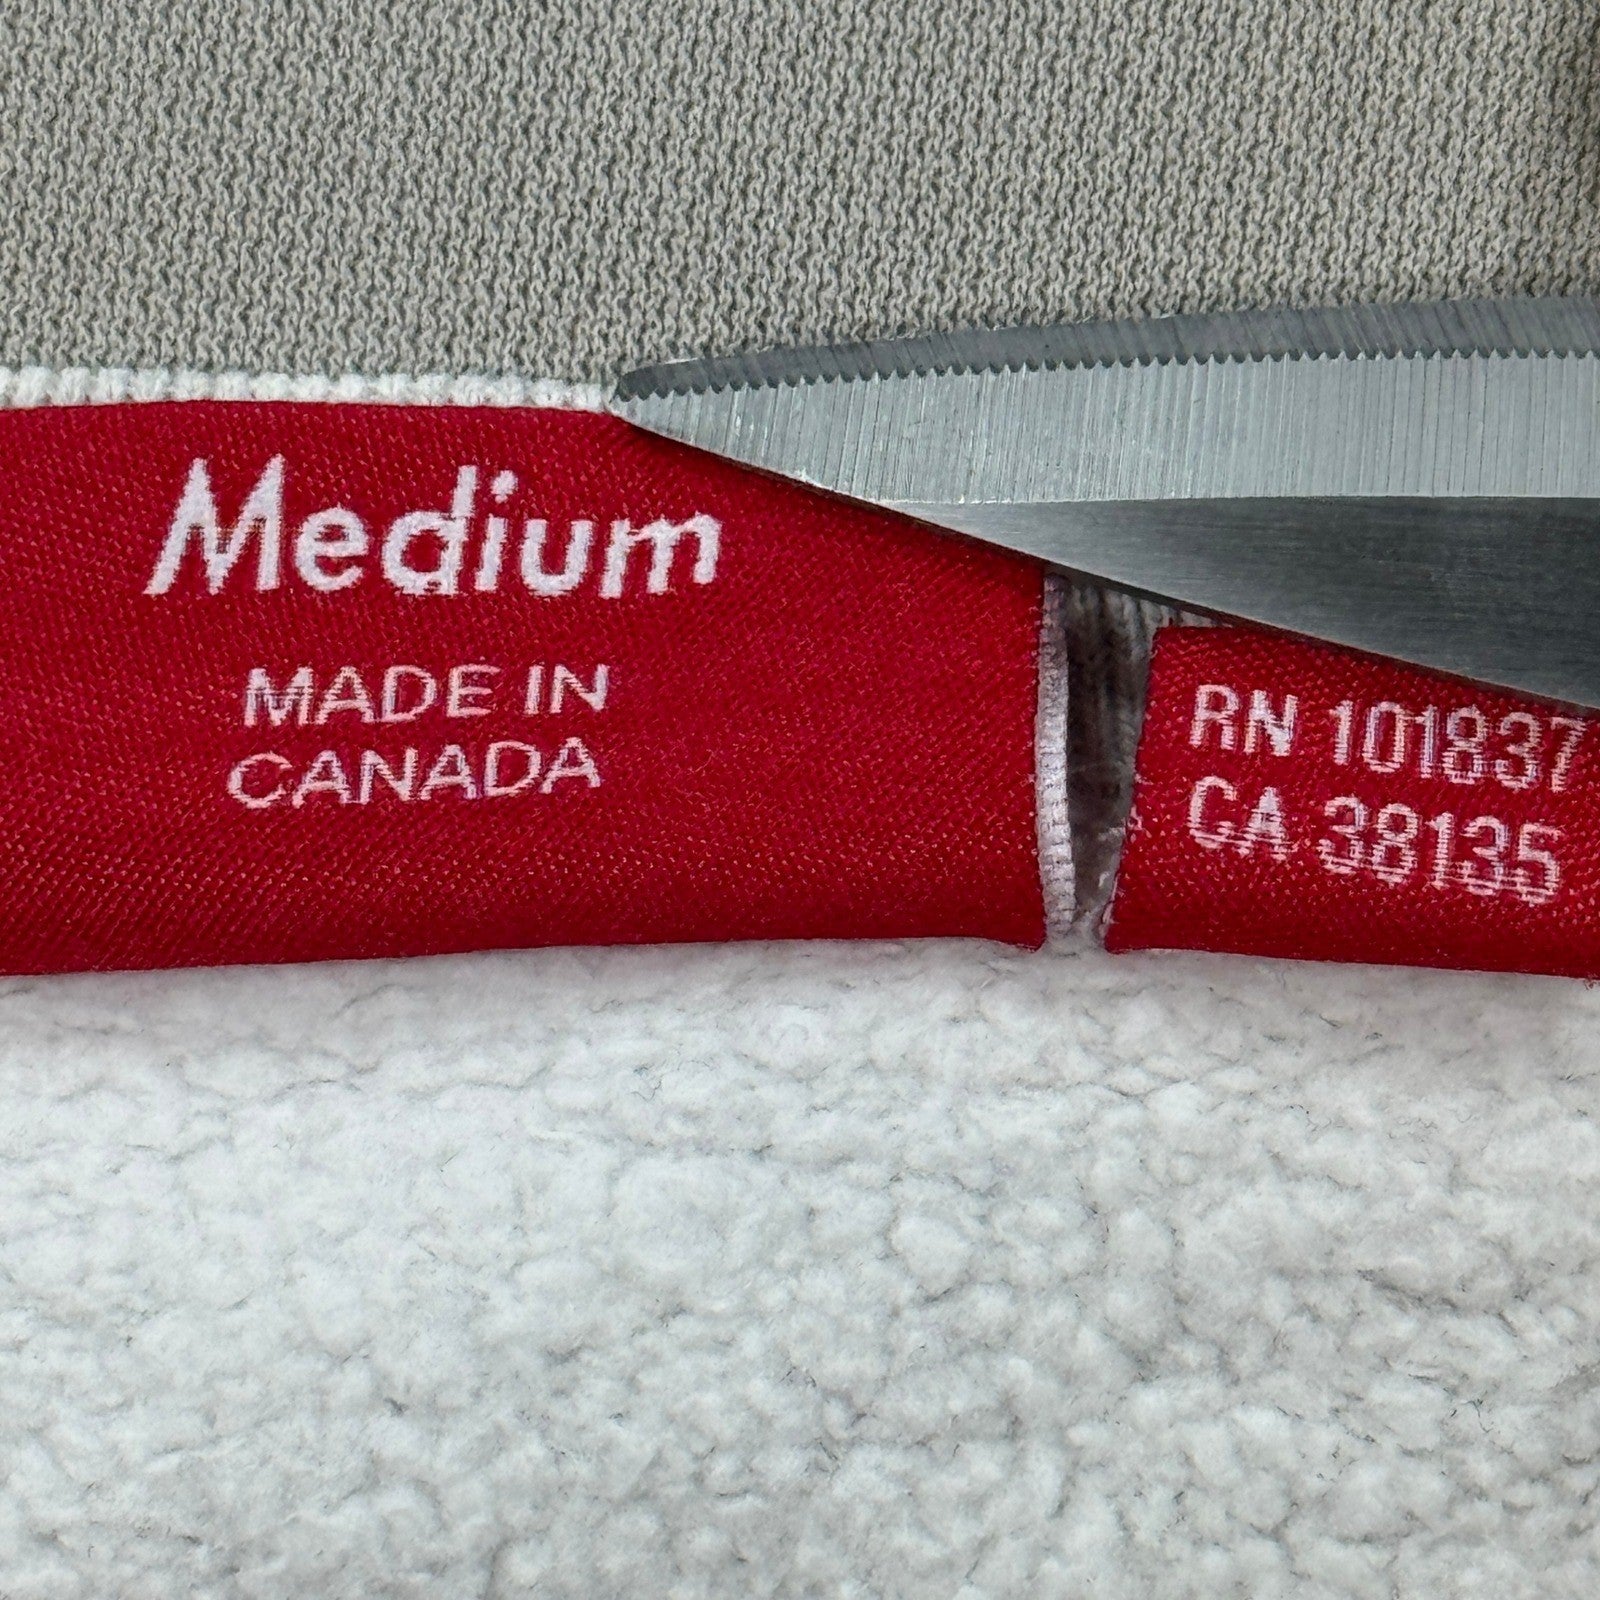 Medium
MADE IN
CANADA
RN 101837
CA 38135